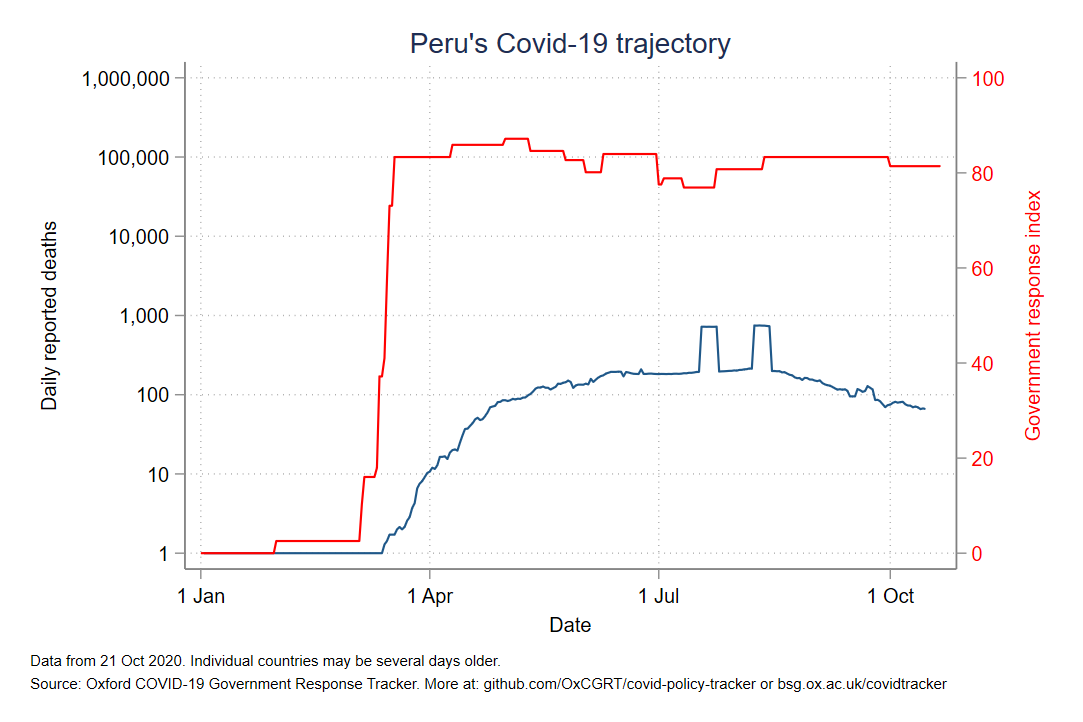 Peru's Covid-19 trajectory
1,000,000
100,000
10,000
1,000
100
10
1
Daily reported deaths
100
80
60
40
20
0
Government response index
1 Jan
1 Apr
1 Jul
1 Oct
Date
Data from 21 Oct 2020. Individual countries may be several days older.
Source: Oxford COVID-19 Government Response Tracker. More at: github.com/OxCGRT/covid-policy-tracker or bsg.ox.ac.uk/covidtracker